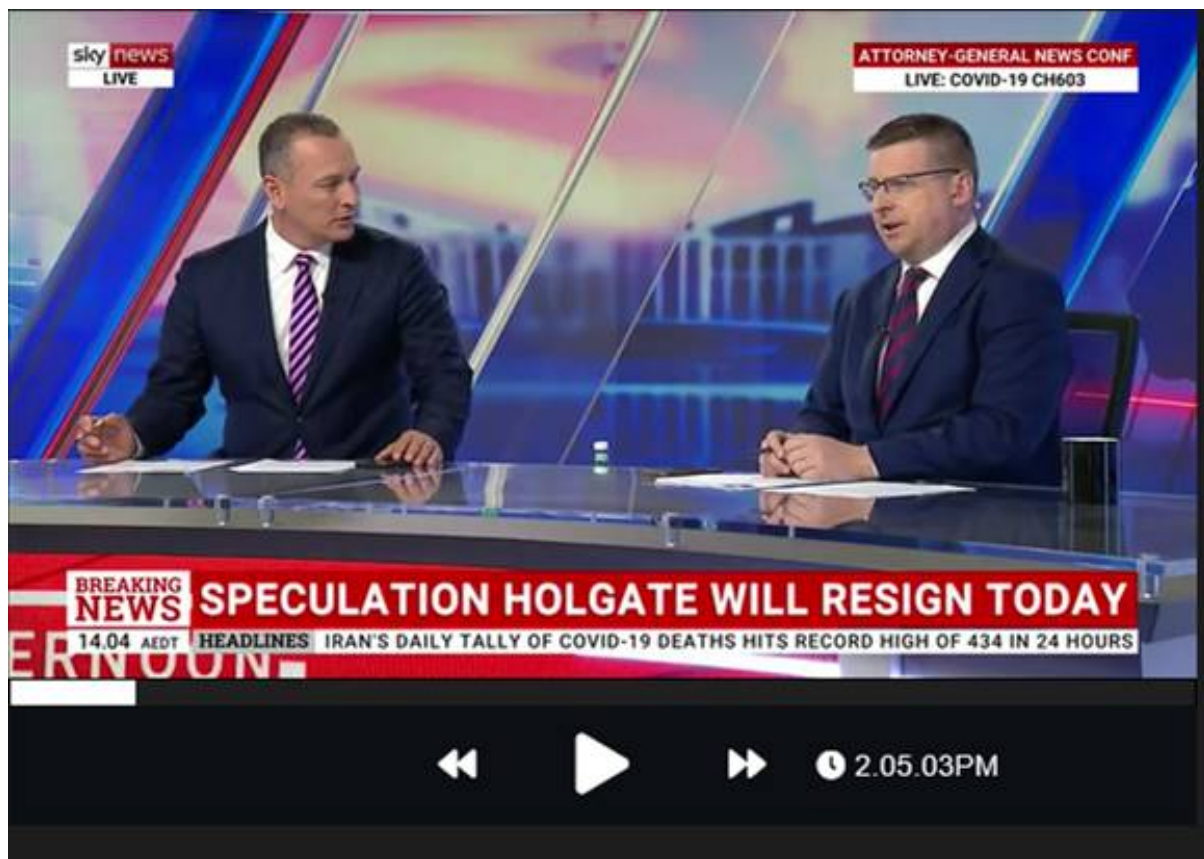 sky news
LIVE
ATTORNEY-GENERAL NEWS CONF
LIVE: COVID-19 CH603
BREAKING
NEWS
SPECULATION HOLGATE WILL RESIGN TODAY
14.04 AEDT HEADLINES IRAN'S DAILY TALLY OF COVID-19 DEATHS HITS RECORD HIGH OF 434 IN 24 HOURS
ERNOON
2.05.03PM